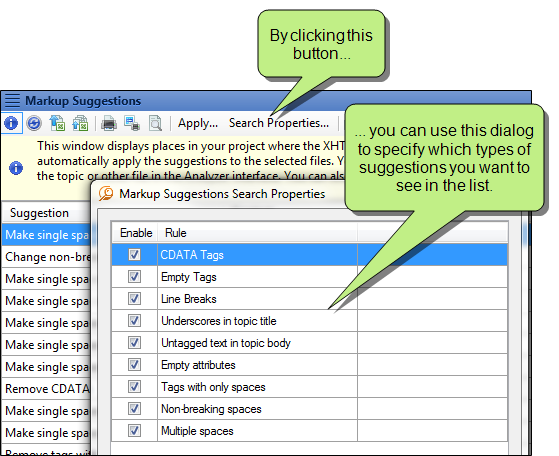 By clicking this
button...
Markup Suggestions
Apply... Search Properties...
... you can use this dialog
to specify which types of
suggestions you want to
see in the list.
This window displays places in your project where the XHT
automatically apply the suggestions to the selected files. Y
the topic or other file in the Analyzer interface. You can als
Markup Suggestions Search Properties
Suggestion
Make single spa
Change non-bre
Make single spa
Make single spa
Make single spa
Make single spa
Make single spa
Remove CDATA
Make single spa
Make single spa
Remove tags with
Enable Rule
CDATA Tags
Empty Tags
Line Breaks
Underscores in topic title
Untagged text in topic body
Empty attributes
Tags with only spaces
Non-breaking spaces
Multiple spaces